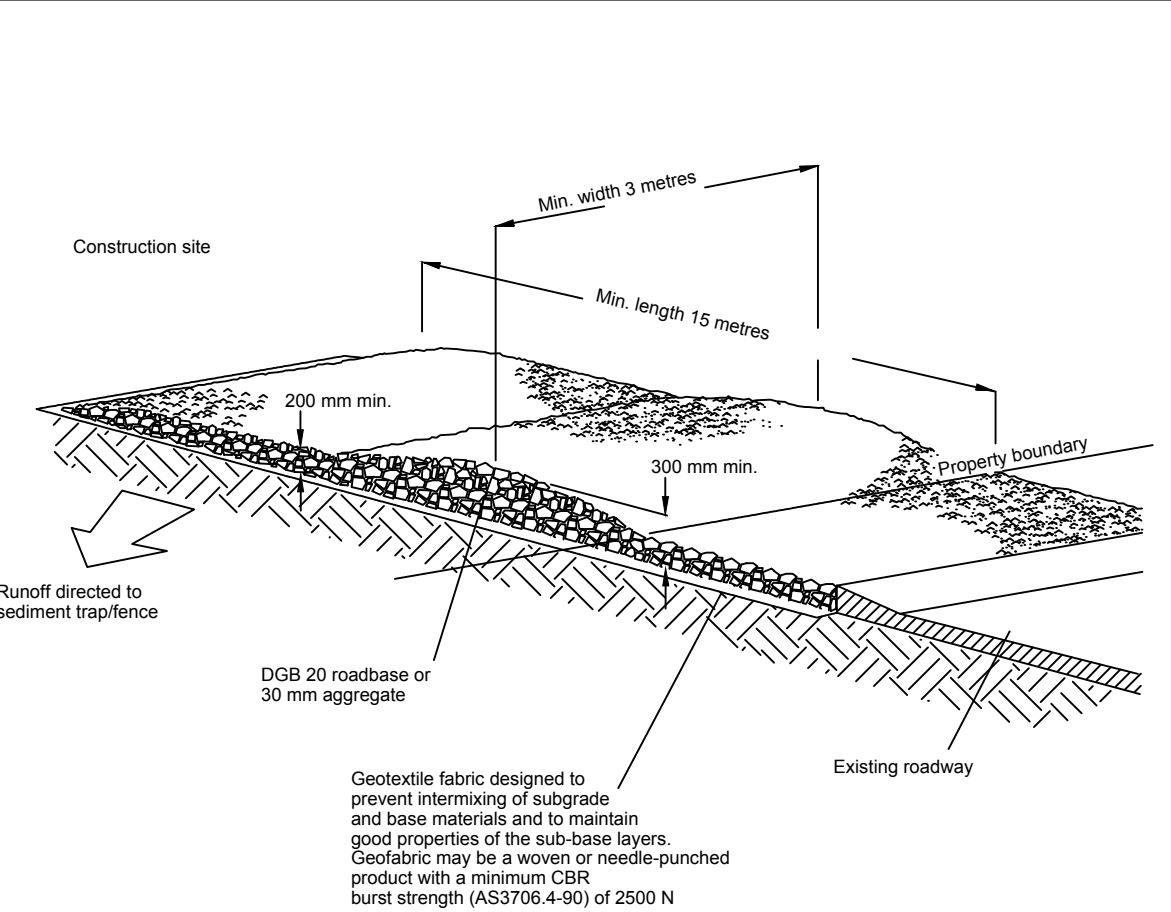 Min. width 3 metres
Construction site
Min. length 15 metres
200 mm min.
Property boundary
300 mm min.
Runoff directed to
sediment trap/fence
DGB 20 roadbase or
30 mm aggregate
Existing roadway
Geotextile fabric designed to
prevent intermixing of subgrade
and base materials and to maintain
good properties of the sub-base layers.
Geofabric may be a woven or needle-punched
product with a minimum CBR
burst strength (AS3706.4-90) of 2500 N